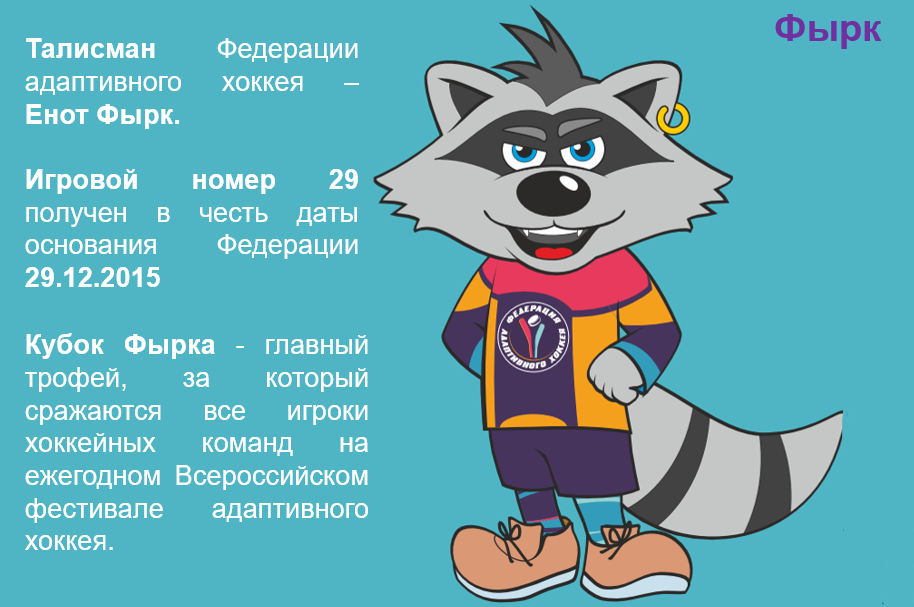 Фырк
Талисман Федерации
адаптивного хоккея –
Енот Фырк.
Игровой номер 29
получен в честь даты
основания Федерации
29.12.2015
Кубок Фырка - главный
трофей, за который
сражаются все игроки
хоккейных команд на
ежегодном Всероссийском
фестивале адаптивного
хоккея.
ФЕДЕРАЦИЯ
АДАПТИВНОГО ХОККЕЯ